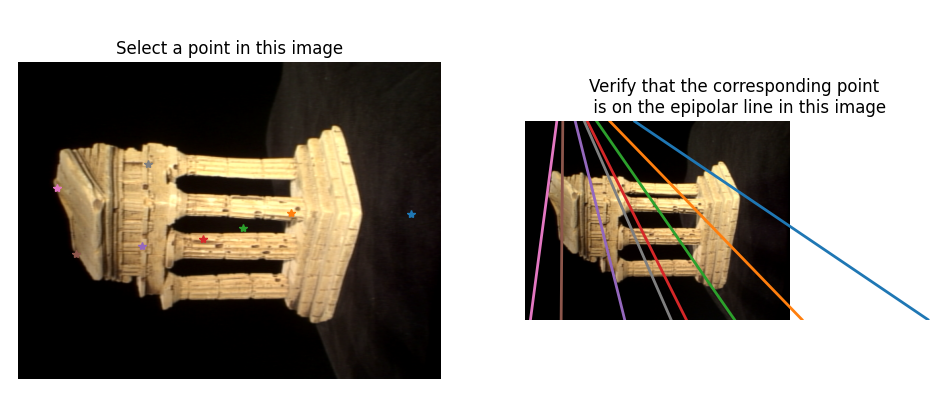 Select a point in this image
Verify that the corresponding point
is on the epipolar line in this image